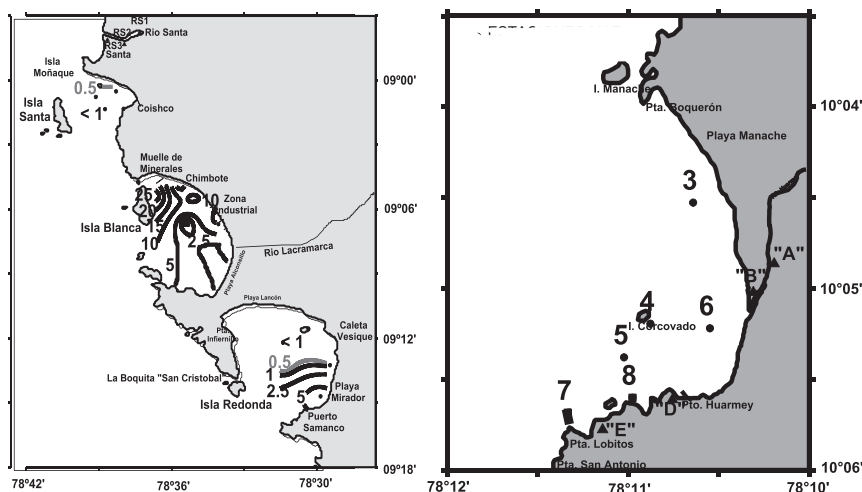 RS1
RS2
Rio Santa
RS3
Santa
Isla
Moñaque
0.5
09°00'
Isla
Santa
< 1
Coishco
Muelle de
Minerales
Chimbote
25
10
Zona
Industrial
20
09°06'
15
Isla Blanca
10
2.5
Rio Lacramarca
5
Playa Alconsillo
Playa Lancón
Pta.
Infiernillo
Caleta
Vesique
09°12'
< 1
0.5
1
La Boquita "San Cristobal
2.5
Playa
Mirador
5
Isla Redonda
Puerto
Samanco
09°18'
78°42'
78°36'
78°30'
I. Manache
Pta. Boquerón
10°04'
Playa Manache
3
"A"
"B"
10°05'
4
6
I. Corcovado
5
8
7
"D"
Pto. Huarmey
"E"
Pta. Lobitos
Pta. San Antonio
10°06'
78°12'
78°11'
78°10'